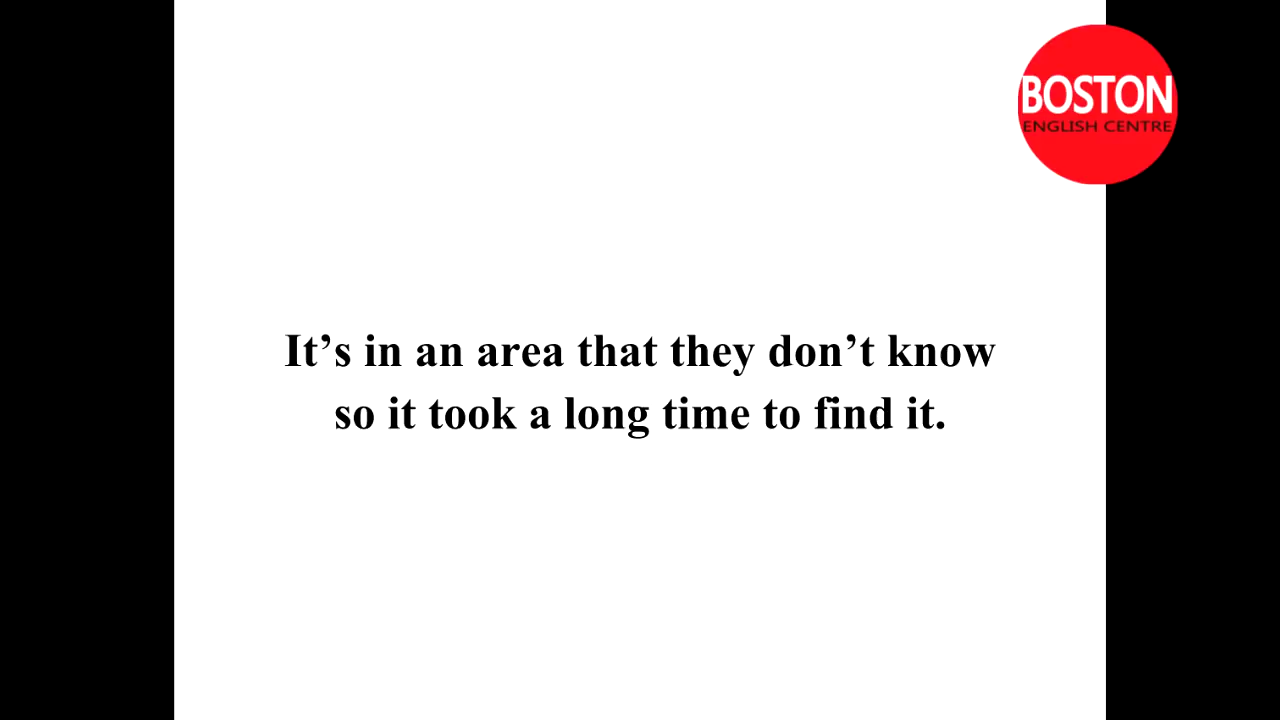 BOSTON
ENGLISH CENTRE
It’s in an area that they don’t know
so it took a long time to find it.